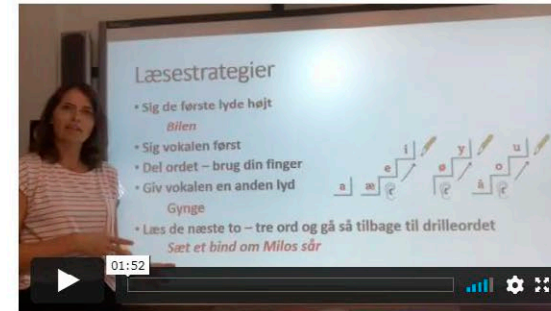 Læsestrategier
• Sig de første lyde højt
Bilen
• Sig vokalen først
• Del ordet – brug din finger
• Giv vokalen en anden lyd
Gynge
• Læs de næste to – tre ord og gå så tilbage til drilleordet
Sæt et bind om Milos sår
i y u
e ø o
a æ å
01:52